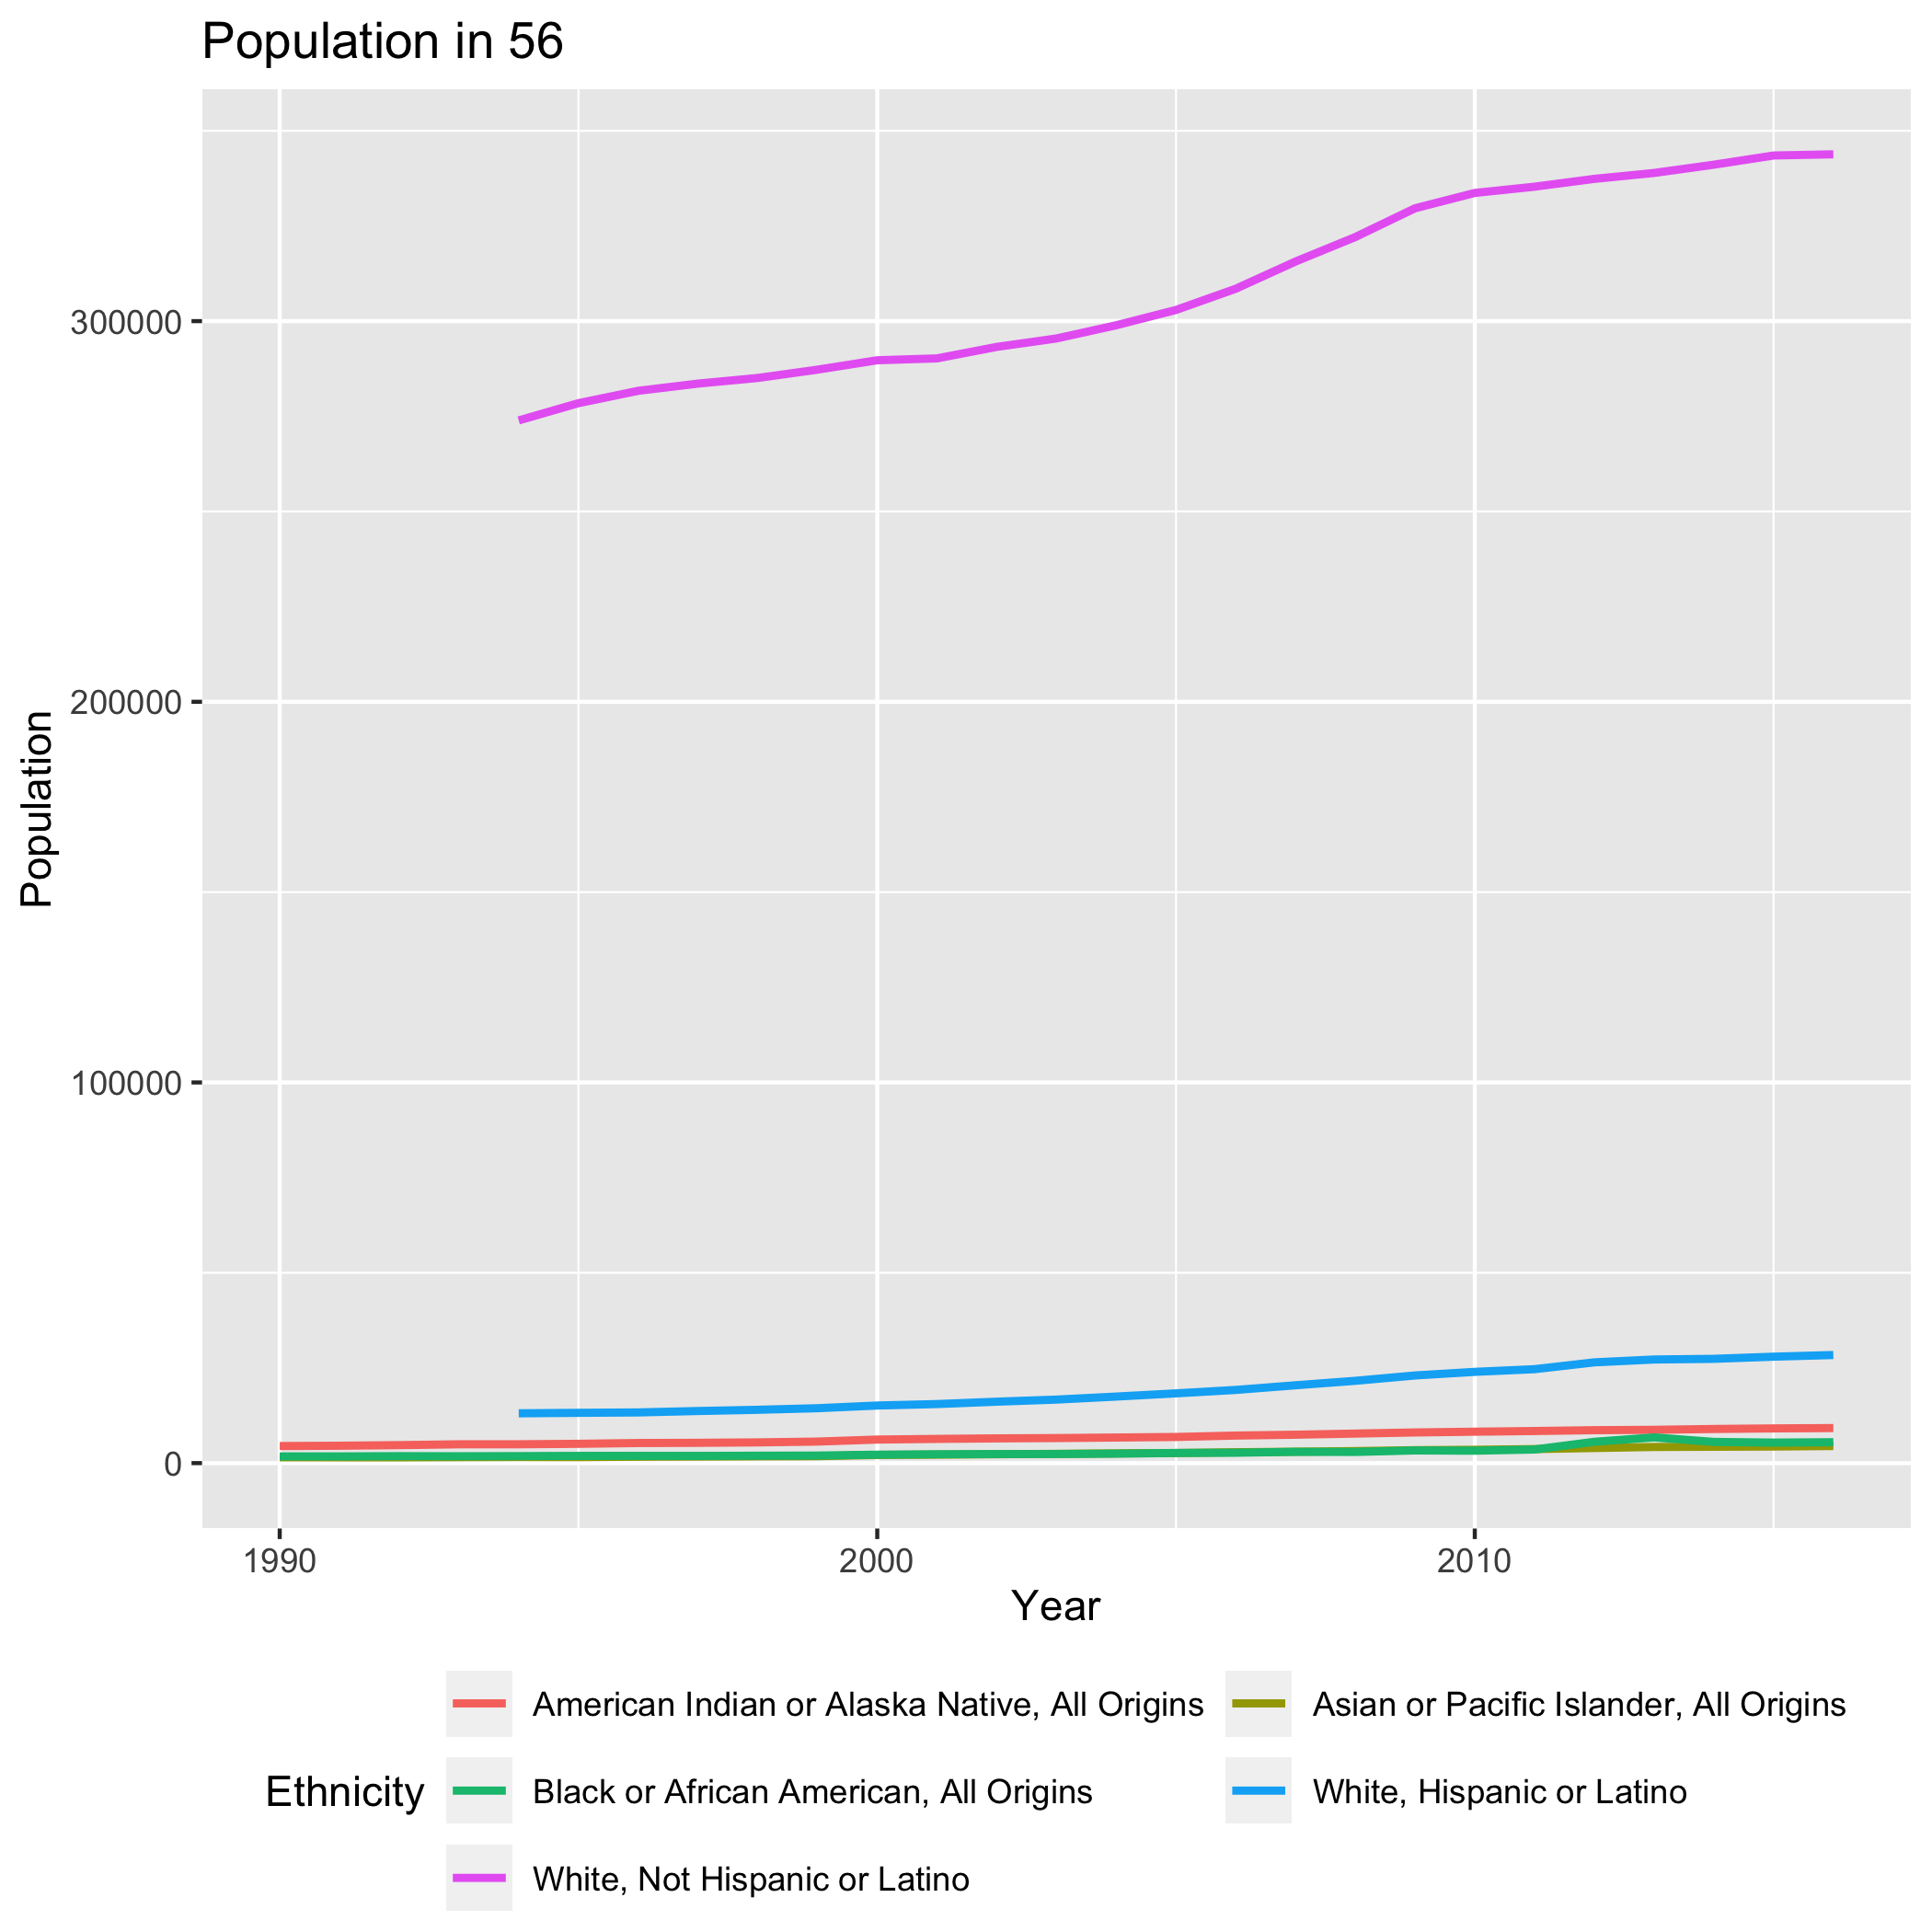 Population in 56
Population
300000
200000
100000
0
1990 2000 2010
Year
Ethnicity
American Indian or Alaska Native, All Origins
Asian or Pacific Islander, All Origins
Black or African American, All Origins
White, Hispanic or Latino
White, Not Hispanic or Latino